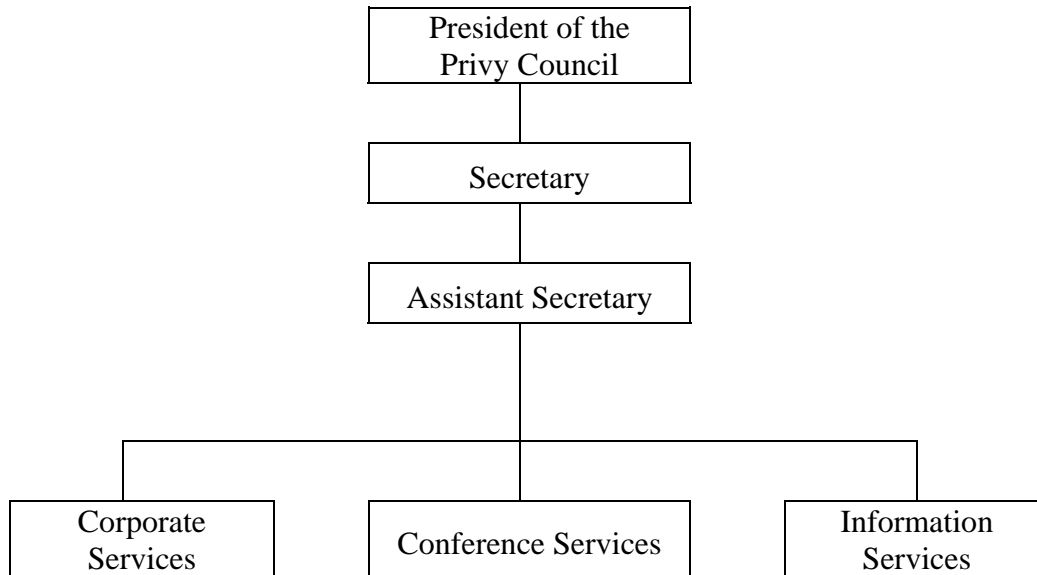 President of the
Privy Council
Secretary
Assistant Secretary
Corporate
Services
Conference Services
Information
Services